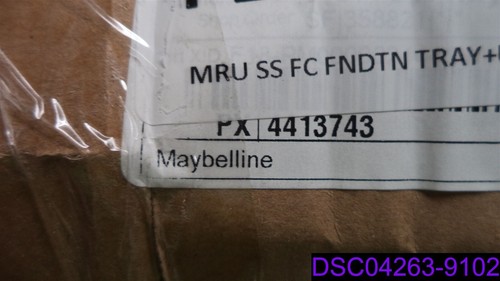 MRU SS FC FNDTN TRAY+
PX 4413743
Maybelline
DSC04263-9102